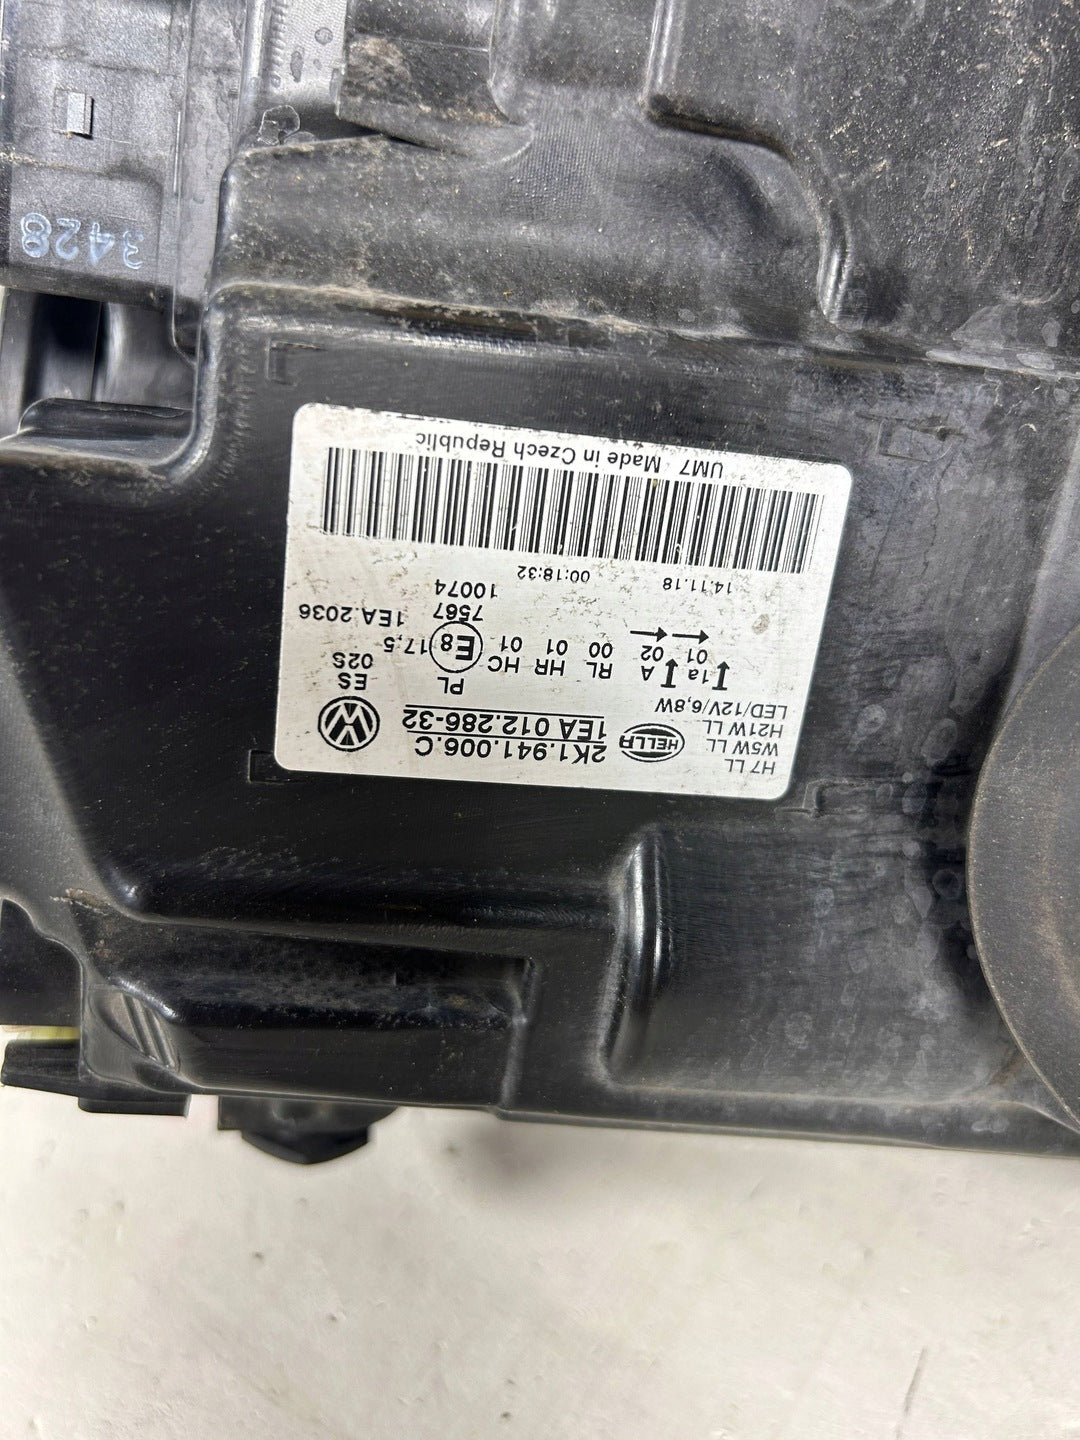 H7 LL
W5W LL
H21W LL
LED/12V/6,8W
HELLA
2K1.941.006.C
1EA 012.286-32
ES
02S
1a A RL HR HC PL
01 02 00 01 01
E8
17,5
7567
10074
1EA.2036
14.11.18 00:18:32
UM7 Made in Czech Republic
3428